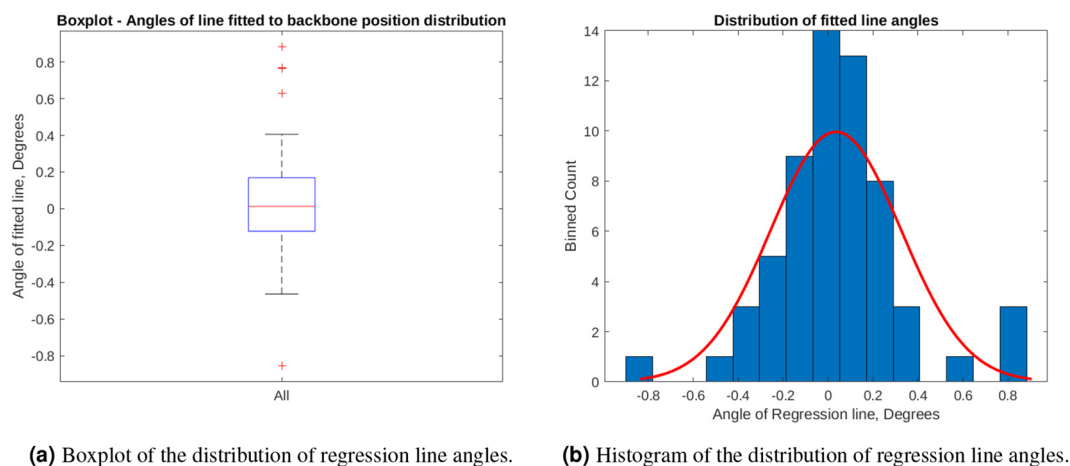 Boxplot - Angles of line fitted to backbone position distribution
Angle of fitted line, Degrees
0.8
0.6
0.4
0.2
0
-0.2
-0.4
-0.6
-0.8
All
(a) Boxplot of the distribution of regression line angles.
Distribution of fitted line angles
Binned Count
14
12
10
8
6
4
2
0
-0.8 -0.6 -0.4 -0.2 0 0.2 0.4 0.6 0.8
Angle of Regression line, Degrees
(b) Histogram of the distribution of regression line angles.